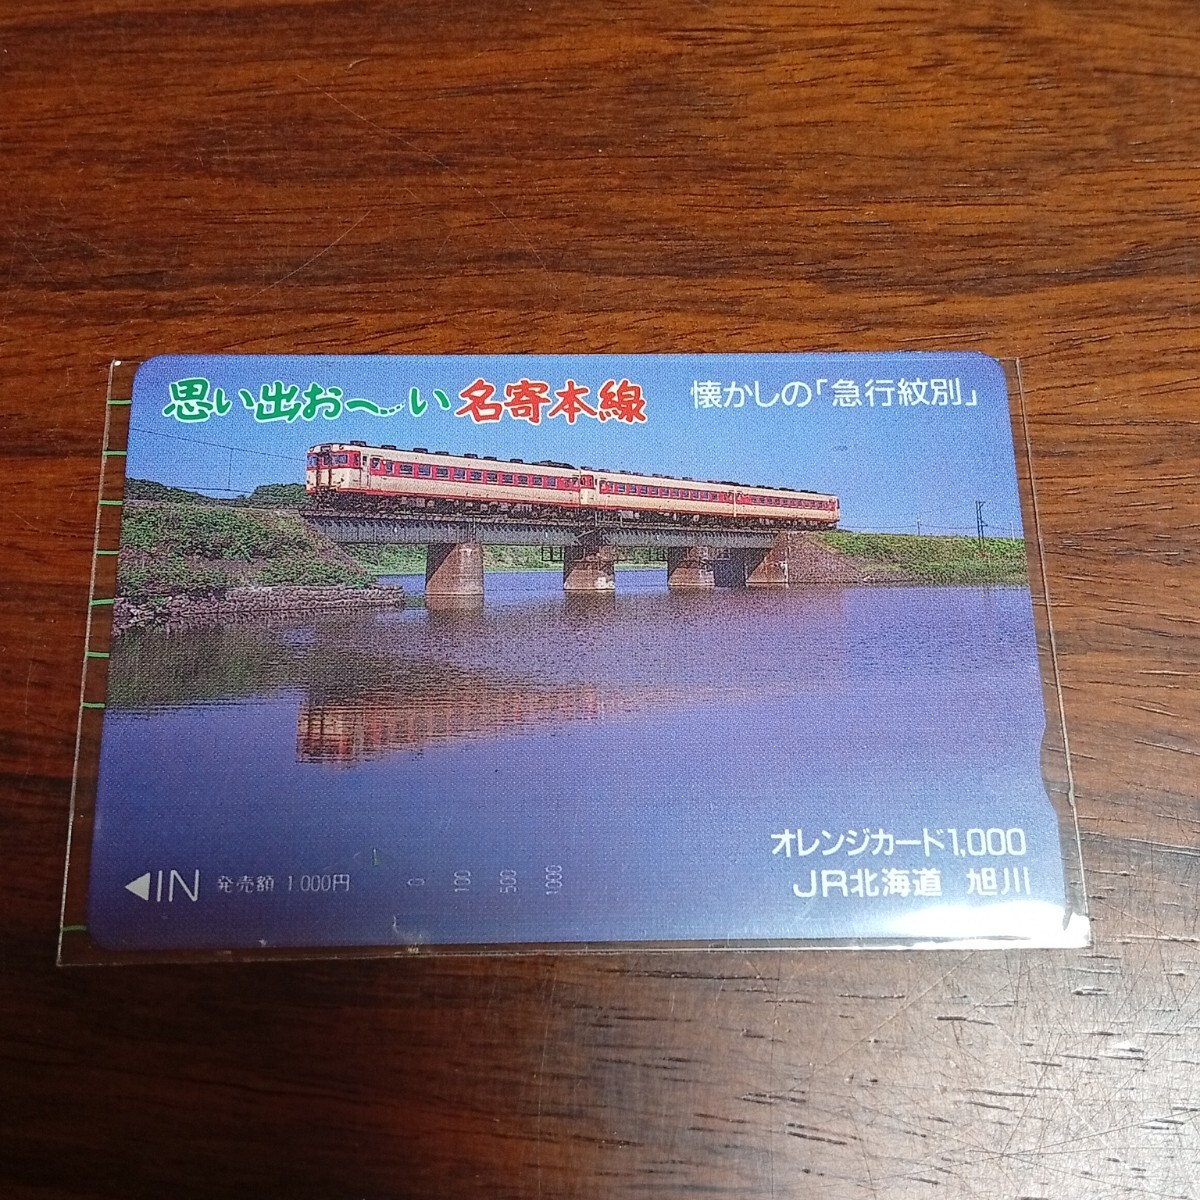 思い出お〜…い 名寄本線
懐かしの「急行紋別」
オレンジカード1,000
JR北海道 旭川
◀IN 発売額 1000円 0 100 500 1000